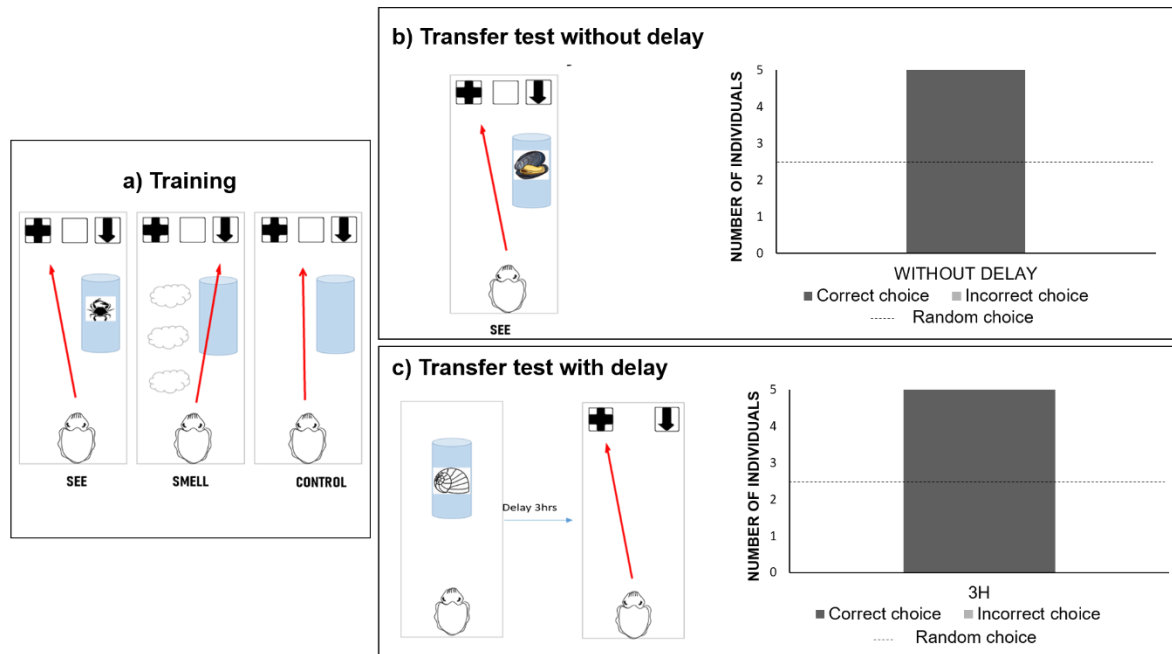 a) Training
SEE
SMELL
CONTROL
b) Transfer test without delay
SEE
NUMBER OF INDIVIDUALS
5
4
3
2
1
0
WITHOUT DELAY
Correct choice Incorrect choice
Random choice
c) Transfer test with delay
Delay 3hrs
NUMBER OF INDIVIDUALS
5
4
3
2
1
0
3H
Correct choice Incorrect choice
Random choice